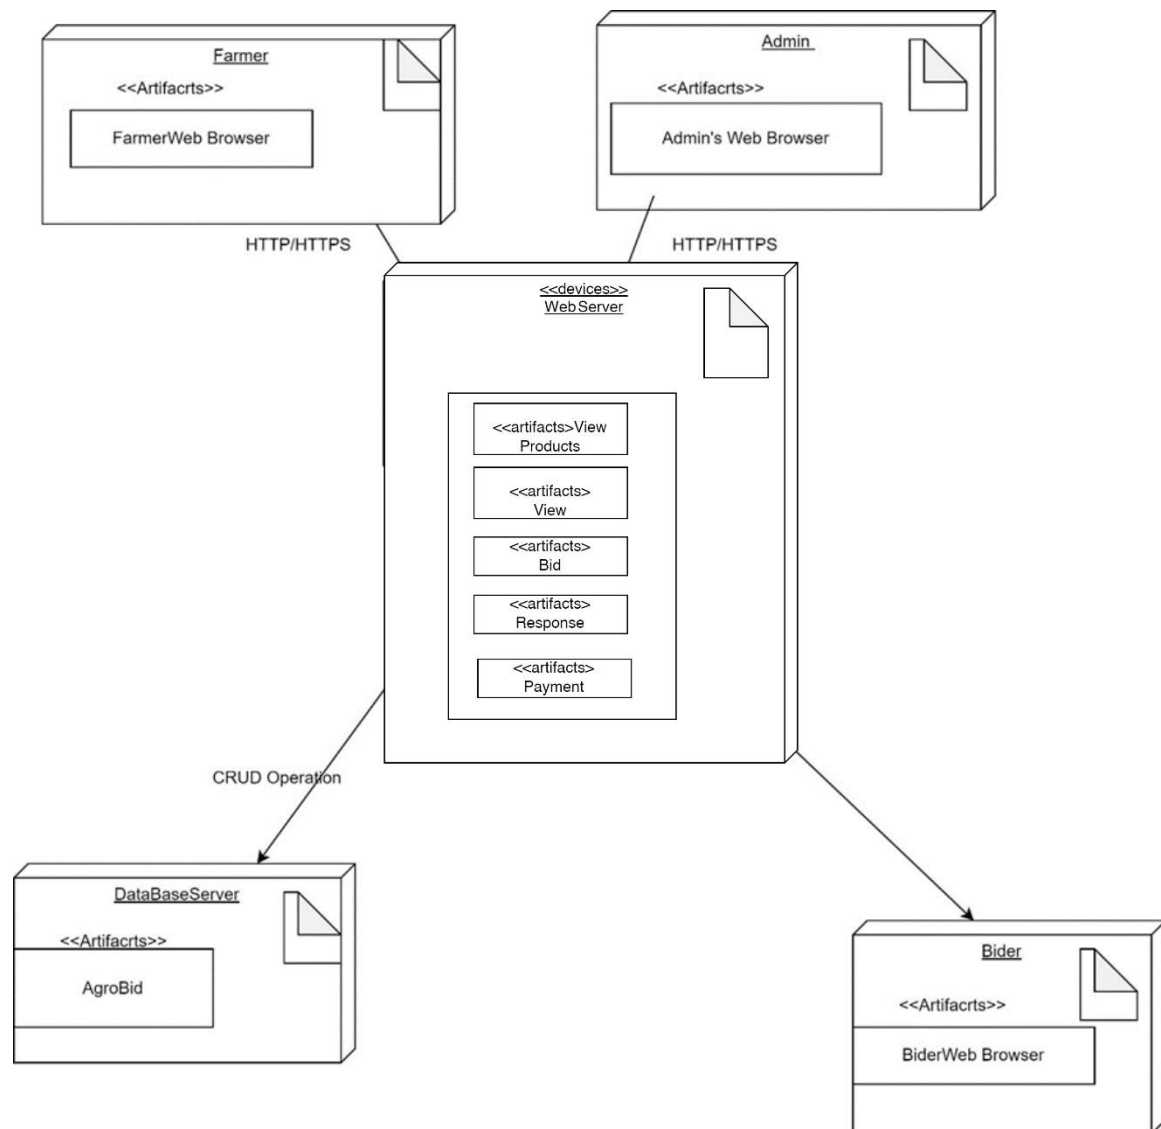 Farmer
<<Artifacrts>>
FarmerWeb Browser
Admin
<<Artifacrts>>
Admin's Web Browser
HTTP/HTTPS
HTTP/HTTPS
<<devices>>
WebServer
<<artifacts>View
Products
<<artifacts>
View
<<artifacts>
Bid
<<artifacts>
Response
<<artifacts>
Payment
CRUD Operation
DataBaseServer
<<Artifacrts>>
AgroBid
Bider
<<Artifacrts>>
BiderWeb Browser